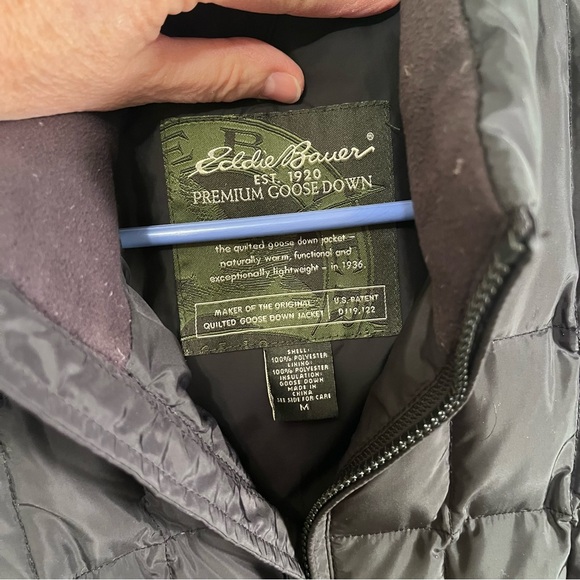 Eddie Bauer®
EST. 1920
PREMIUM GOOSE DOWN
the quilted goose down jacket –
naturally warm, functional and
exceptionally lightweight – in 1936.
MAKER OF THE ORIGINAL
QUILTED GOOSE DOWN JACKET
U.S. PATENT
D119,122
SHELL:
100% POLYESTER
LINING:
100% POLYESTER
INSULATION:
GOOSE DOWN
MADE IN
CHINA
SEE SIDE FOR CARE
M